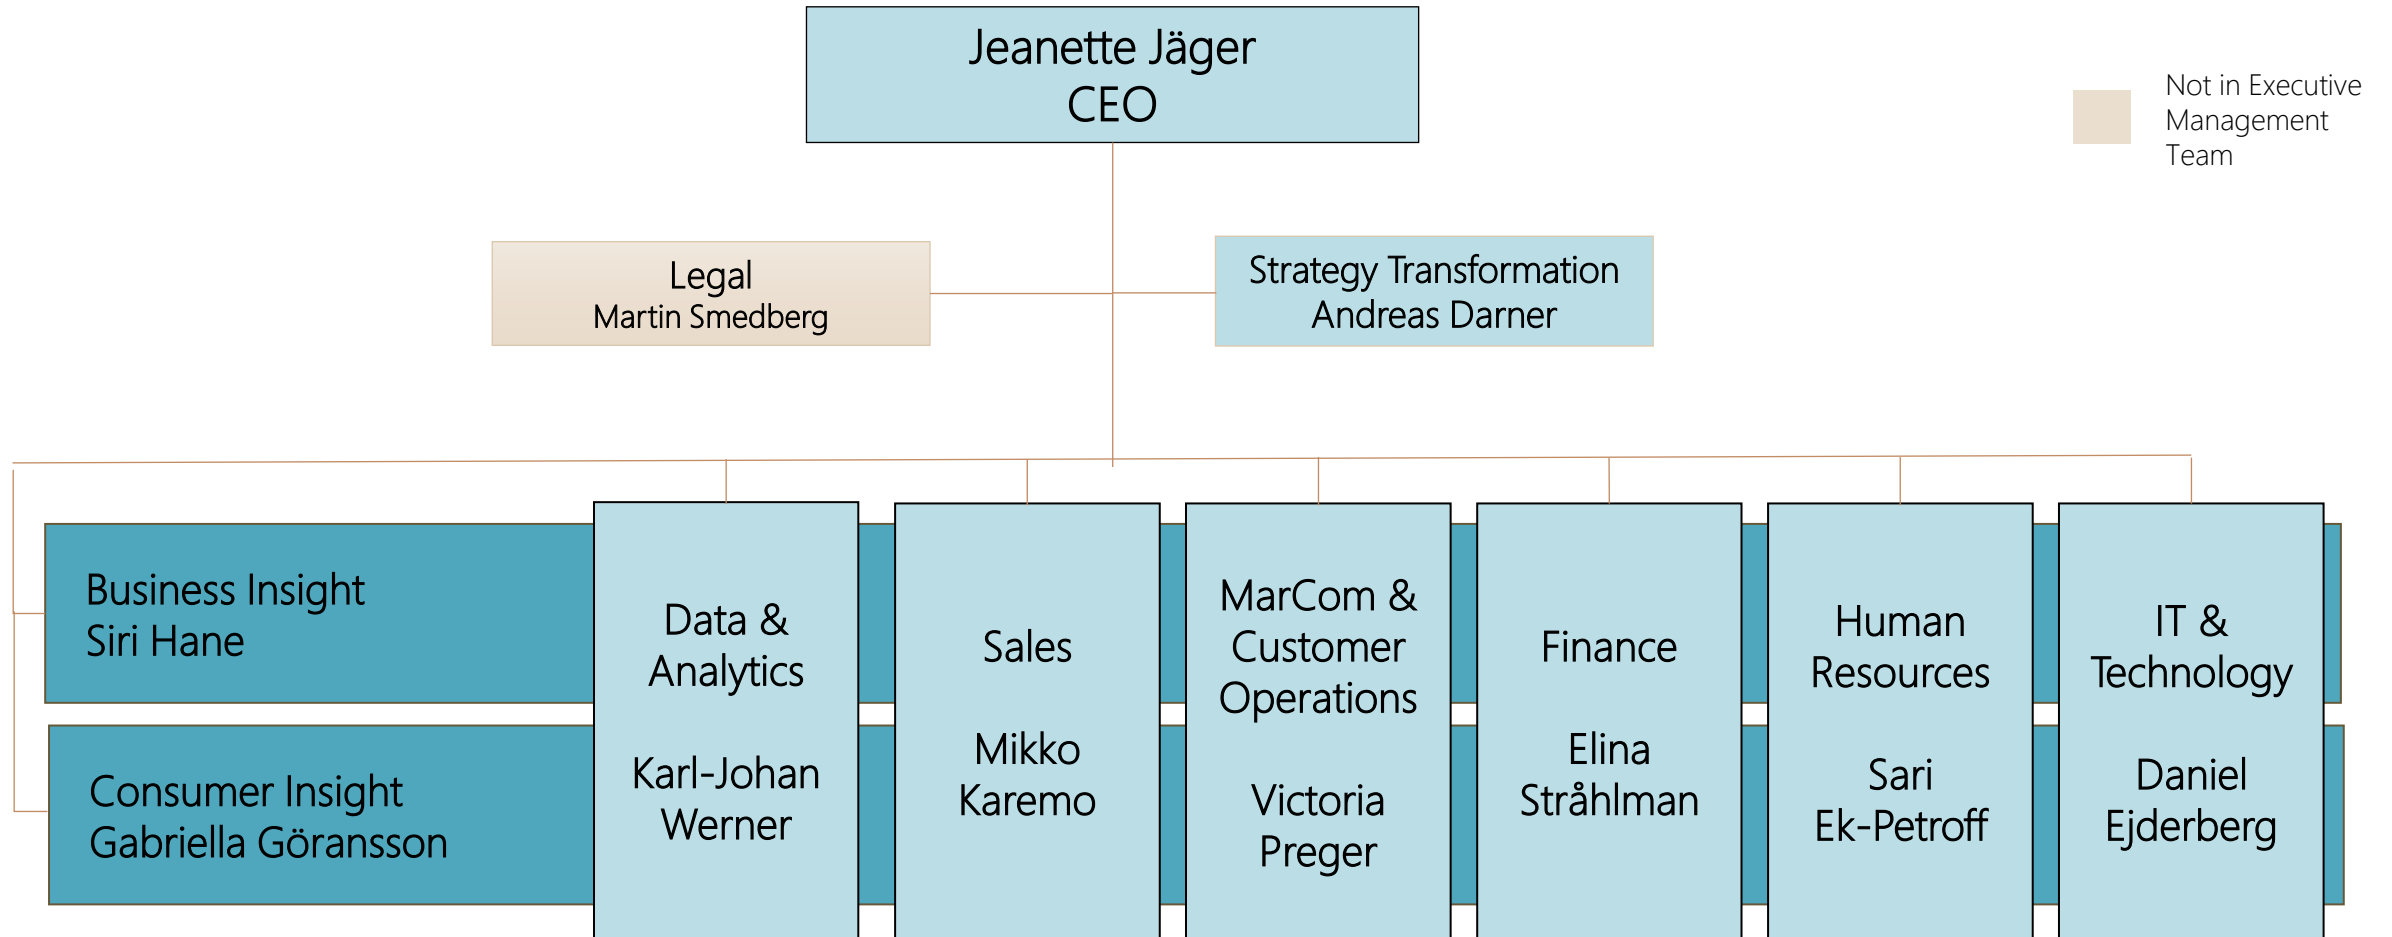 Jeanette Jäger
CEO
Not in Executive
Management
Team
Legal
Martin Smedberg
Strategy Transformation
Andreas Darner
Business Insight
Siri Hane
Consumer Insight
Gabriella Göransson
Data &
Analytics
Karl-Johan
Werner
Sales
Mikko
Karemo
MarCom &
Customer
Operations
Victoria
Preger
Finance
Elina
Stråhlman
Human
Resources
Sari
Ek-Petroff
IT &
Technology
Daniel
Ejderberg